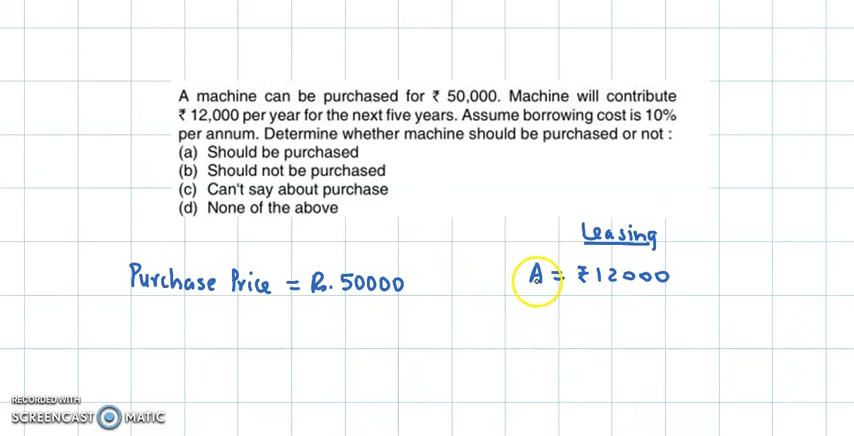 A machine can be purchased for ₹ 50,000. Machine will contribute
₹ 12,000 per year for the next five years. Assume borrowing cost is 10%
per annum. Determine whether machine should be purchased or not :
(a) Should be purchased
(b) Should not be purchased
(c) Can't say about purchase
(d) None of the above
Leasing
Purchase Price = Rs. 50000
A = ₹12000
RECORDED WITH
SCREENCAST MATIC